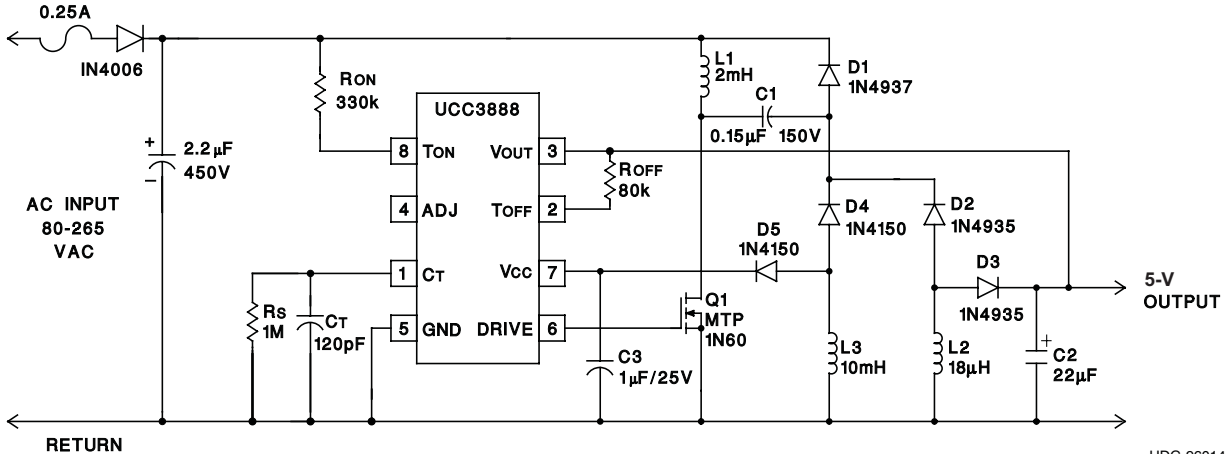 0.25A
IN4006
RON
330k
UCC3888
L1
2mH
D1
1N4937
C1
0.15µF 150V
+
2.2µF
450V
–
8 TON
VOUT 3
ROFF
80k
4 ADJ
TOFF 2
AC INPUT
80-265
VAC
D4
1N4150
D2
1N4935
D5
1N4150
1 CT
VCC 7
D3
1N4935
5-V
OUTPUT
RS
1M
CT
120pF
5 GND
DRIVE 6
Q1
MTP
1N60
C3
1µF/25V
L3
10mH
L2
18µH
+
C2
22µF
RETURN